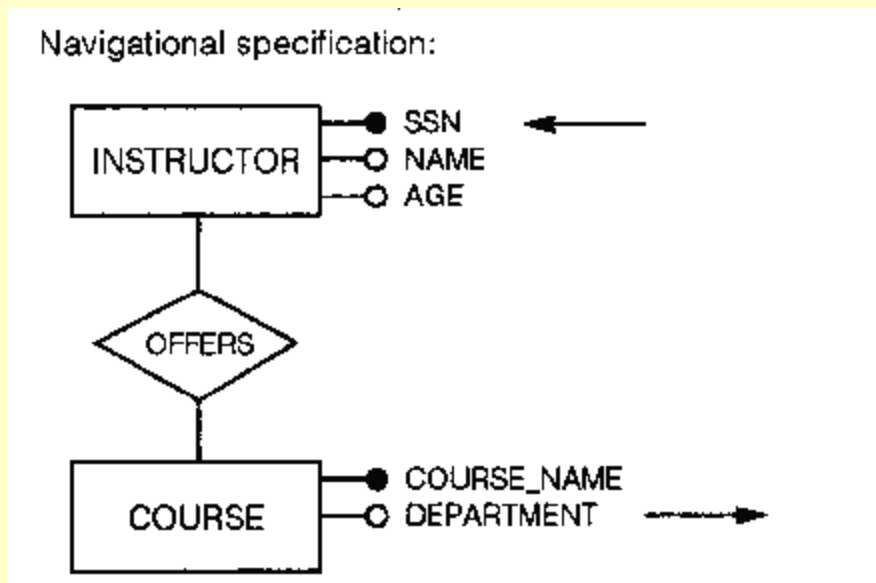 Navigational specification:
SSN
INSTRUCTOR
NAME
AGE
OFFERS
COURSE_NAME
COURSE
DEPARTMENT